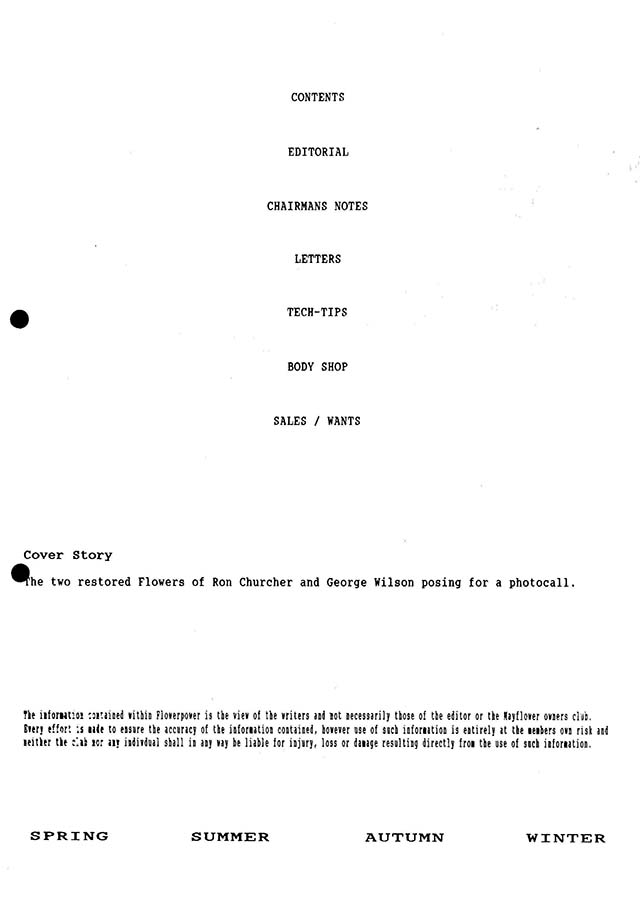 CONTENTS
EDITORIAL
CHAIRMANS NOTES
LETTERS
TECH-TIPS
BODY SHOP
SALES / WANTS
Cover Story
The two restored Flowers of Ron Churcher and George Wilson posing for a photocall.
The information contained within Flowerpower is the view of the writers and not necessarily those of the editor or the Mayflower owners club.
Every effort is made to ensure the accuracy of the information contained, however use of such information is entirely at the members own risk and
neither the club nor any indivdual shall in any way be liable for injury, loss or damage resulting directly from the use of such information.
SPRING SUMMER AUTUMN WINTER